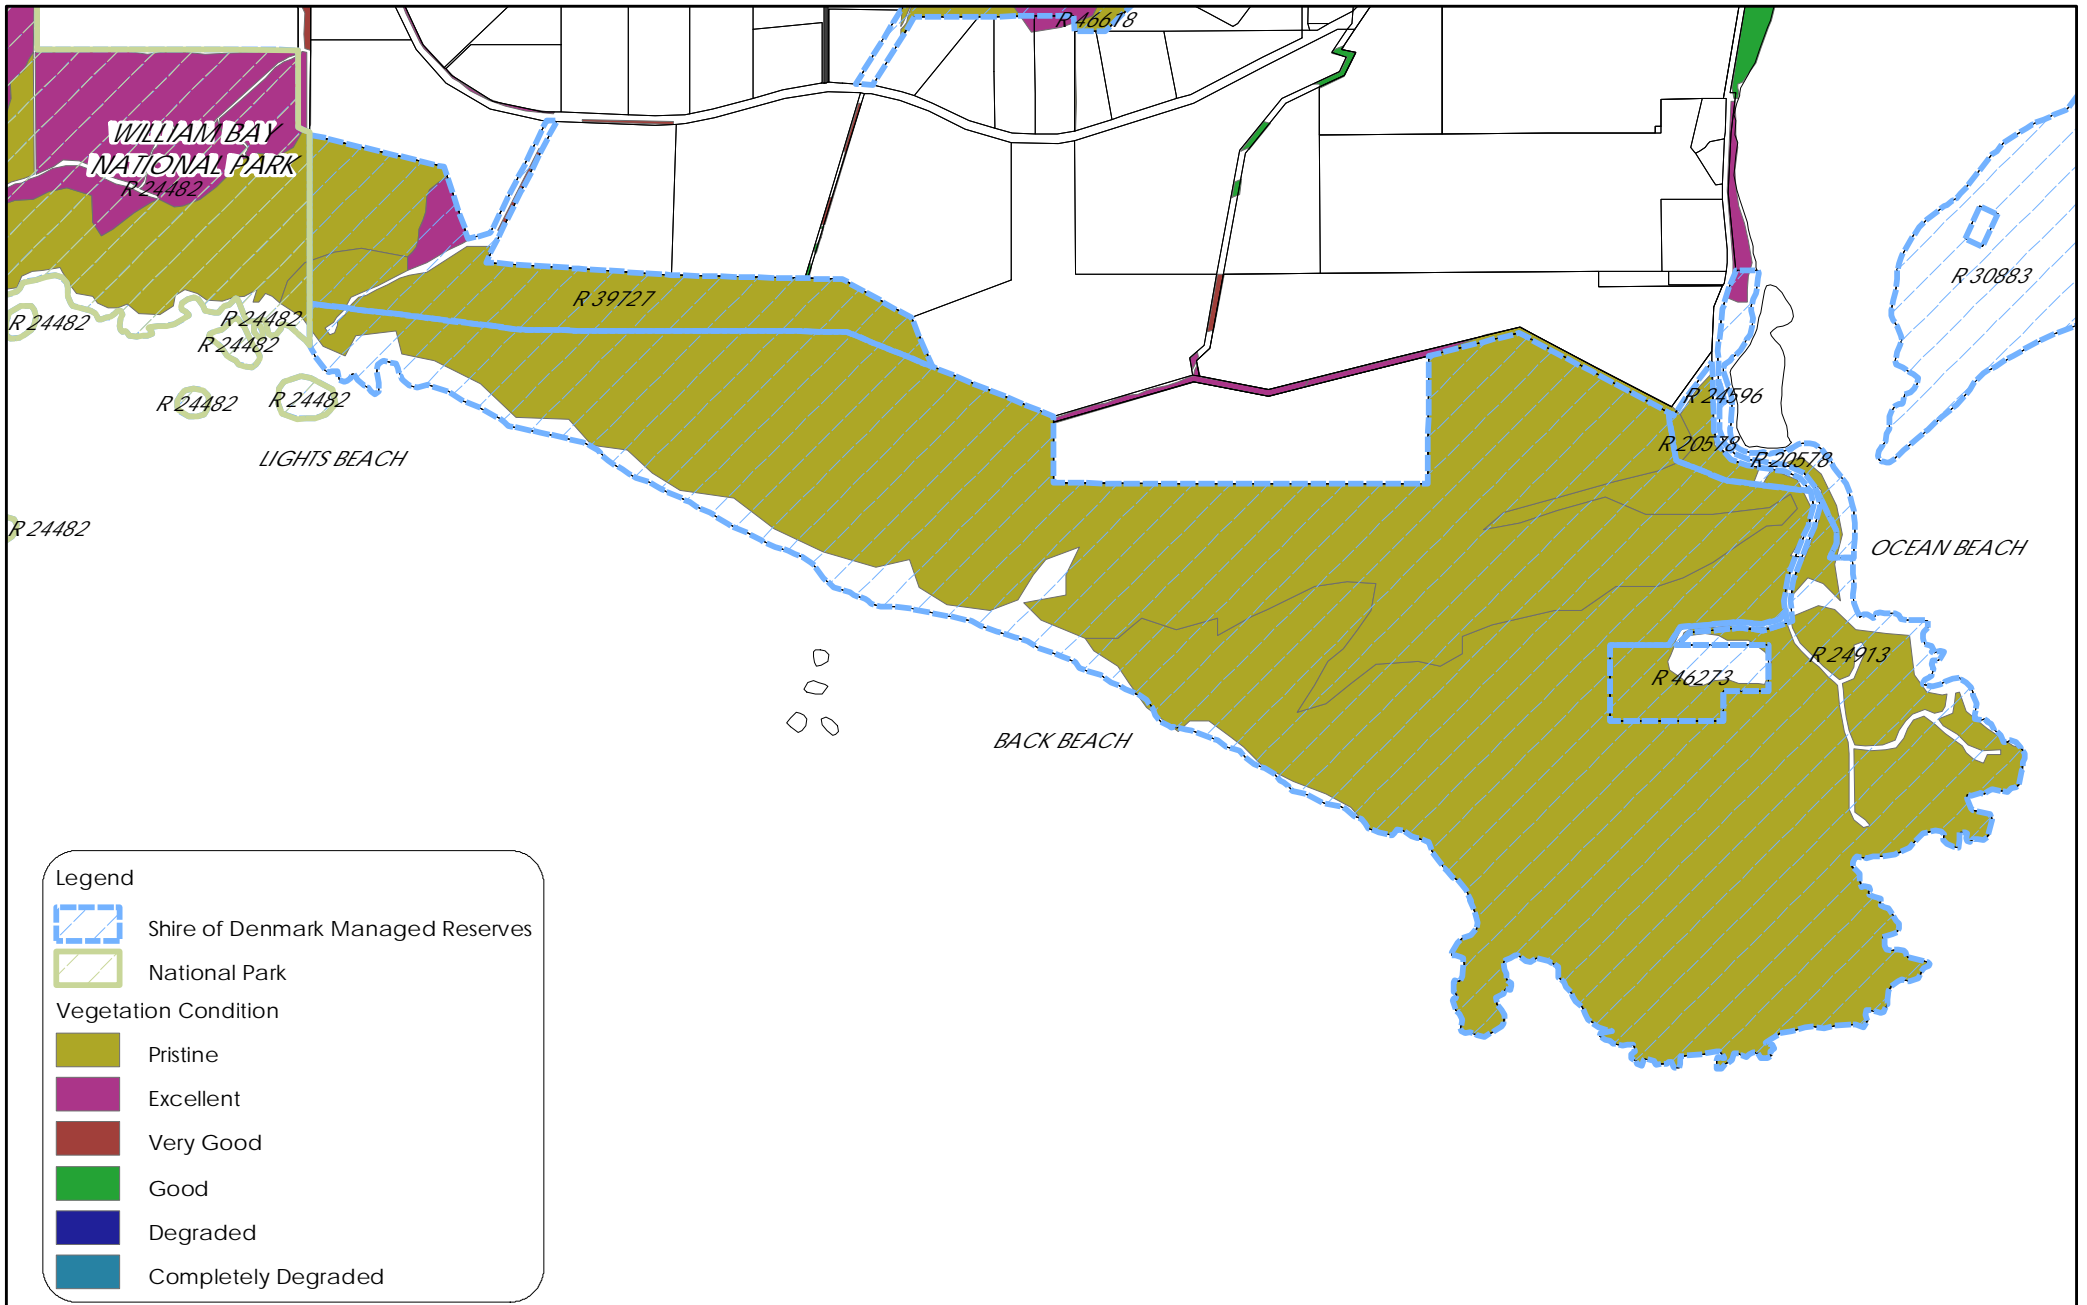 R 46618
WILLIAM BAY
NATIONAL PARK
R 24482
R 30883
R 39727
R 24482
R 24482
R 24482
R 24482
R 24482
R 24596
R 20578
R 20578
LIGHTS BEACH
R 24482
OCEAN BEACH
R 24913
R 46273
BACK BEACH
Legend
Shire of Denmark Managed Reserves
National Park
Vegetation Condition
Pristine
Excellent
Very Good
Good
Degraded
Completely Degraded